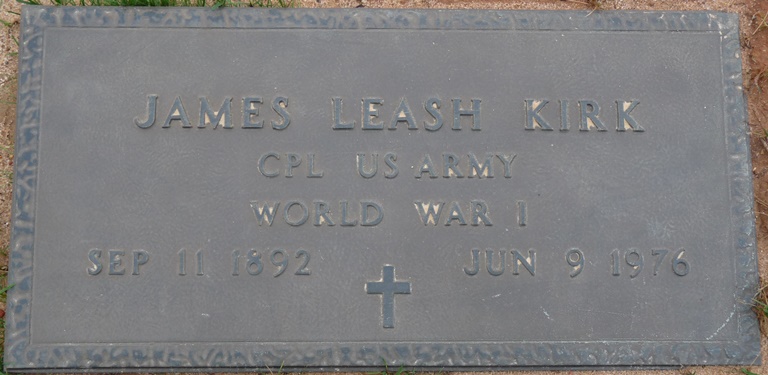 JAMES LEASH KIRK
CPL US ARMY
WORLD WAR I
SEP 11 1892 JUN 9 1976